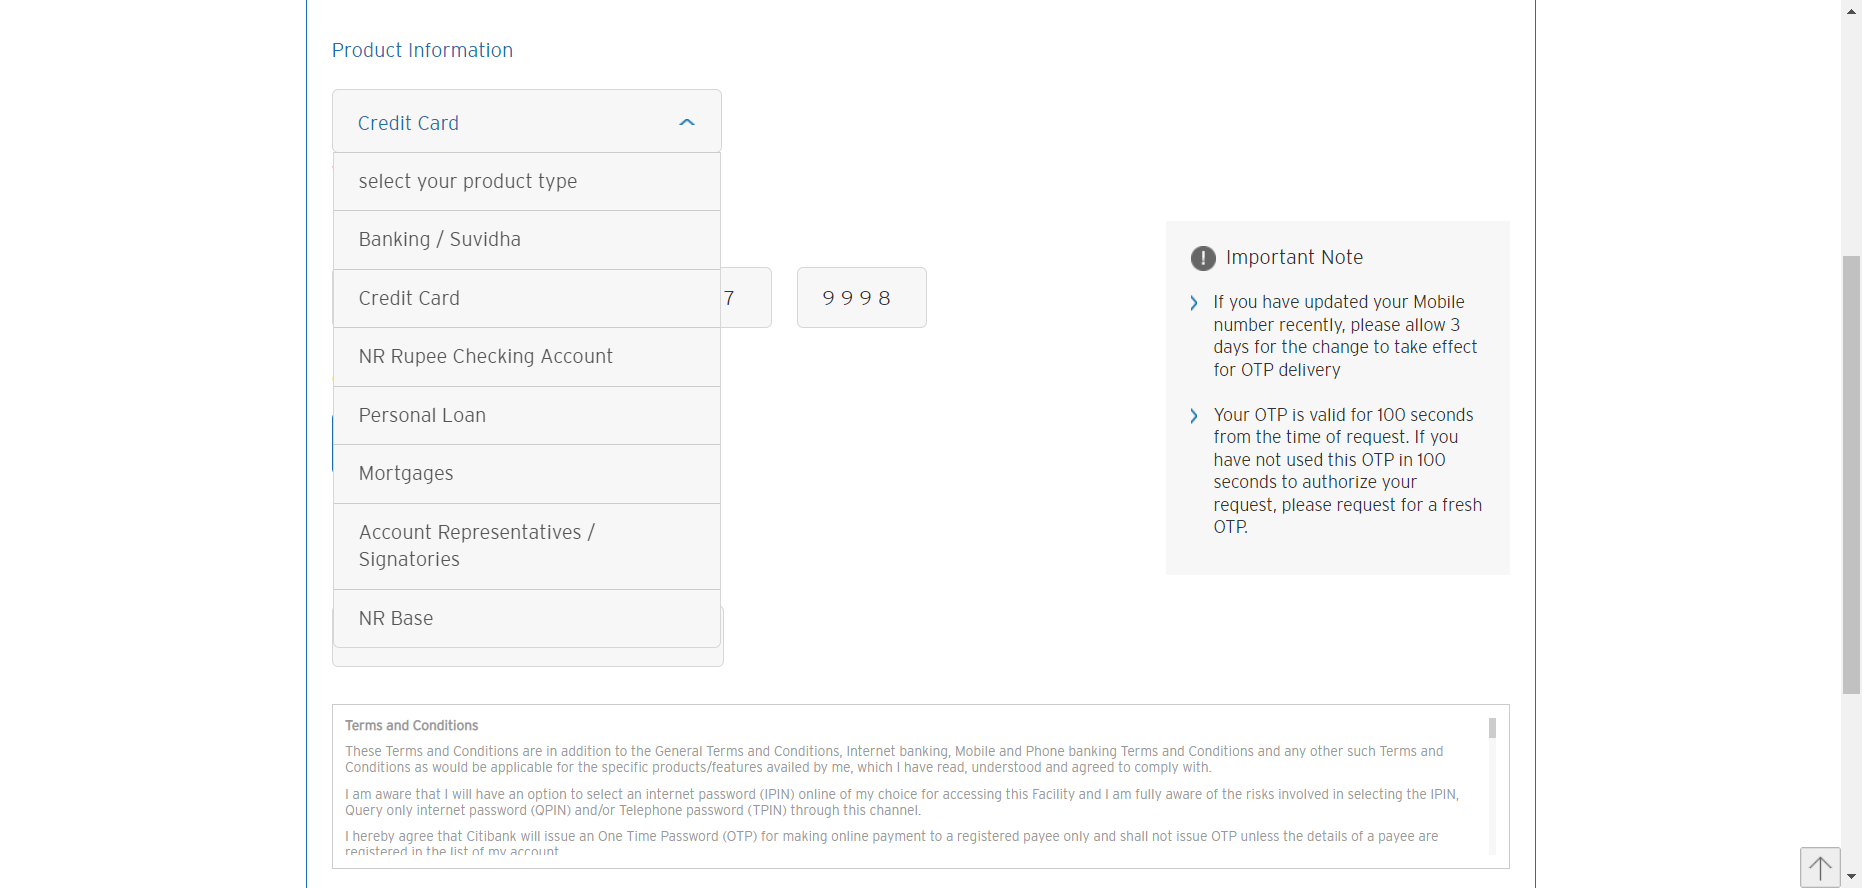 Product Information
Credit Card
select your product type
Banking / Suvidha
Credit Card
7
9998
NR Rupee Checking Account
Personal Loan
Mortgages
Account Representatives /
Signatories
NR Base
Important Note
If you have updated your Mobile
number recently, please allow 3
days for the change to take effect
for OTP delivery
Your OTP is valid for 100 seconds
from the time of request. If you
have not used this OTP in 100
seconds to authorize your
request, please request for a fresh
OTP.
Terms and Conditions
These Terms and Conditions are in addition to the General Terms and Conditions, Internet banking, Mobile and Phone banking Terms and Conditions and any other such Terms and
Conditions as would be applicable for the specific products/features availed by me, which I have read, understood and agreed to comply with.
I am aware that I will have an option to select an internet password (IPIN) online of my choice for accessing this Facility and I am fully aware of the risks involved in selecting the IPIN,
Query only internet password (QPIN) and/or Telephone password (TPIN) through this channel.
I hereby agree that Citibank will issue an One Time Password (OTP) for making online payment to a registered payee only and shall not issue OTP unless the details of a payee are
registered in the list of my account